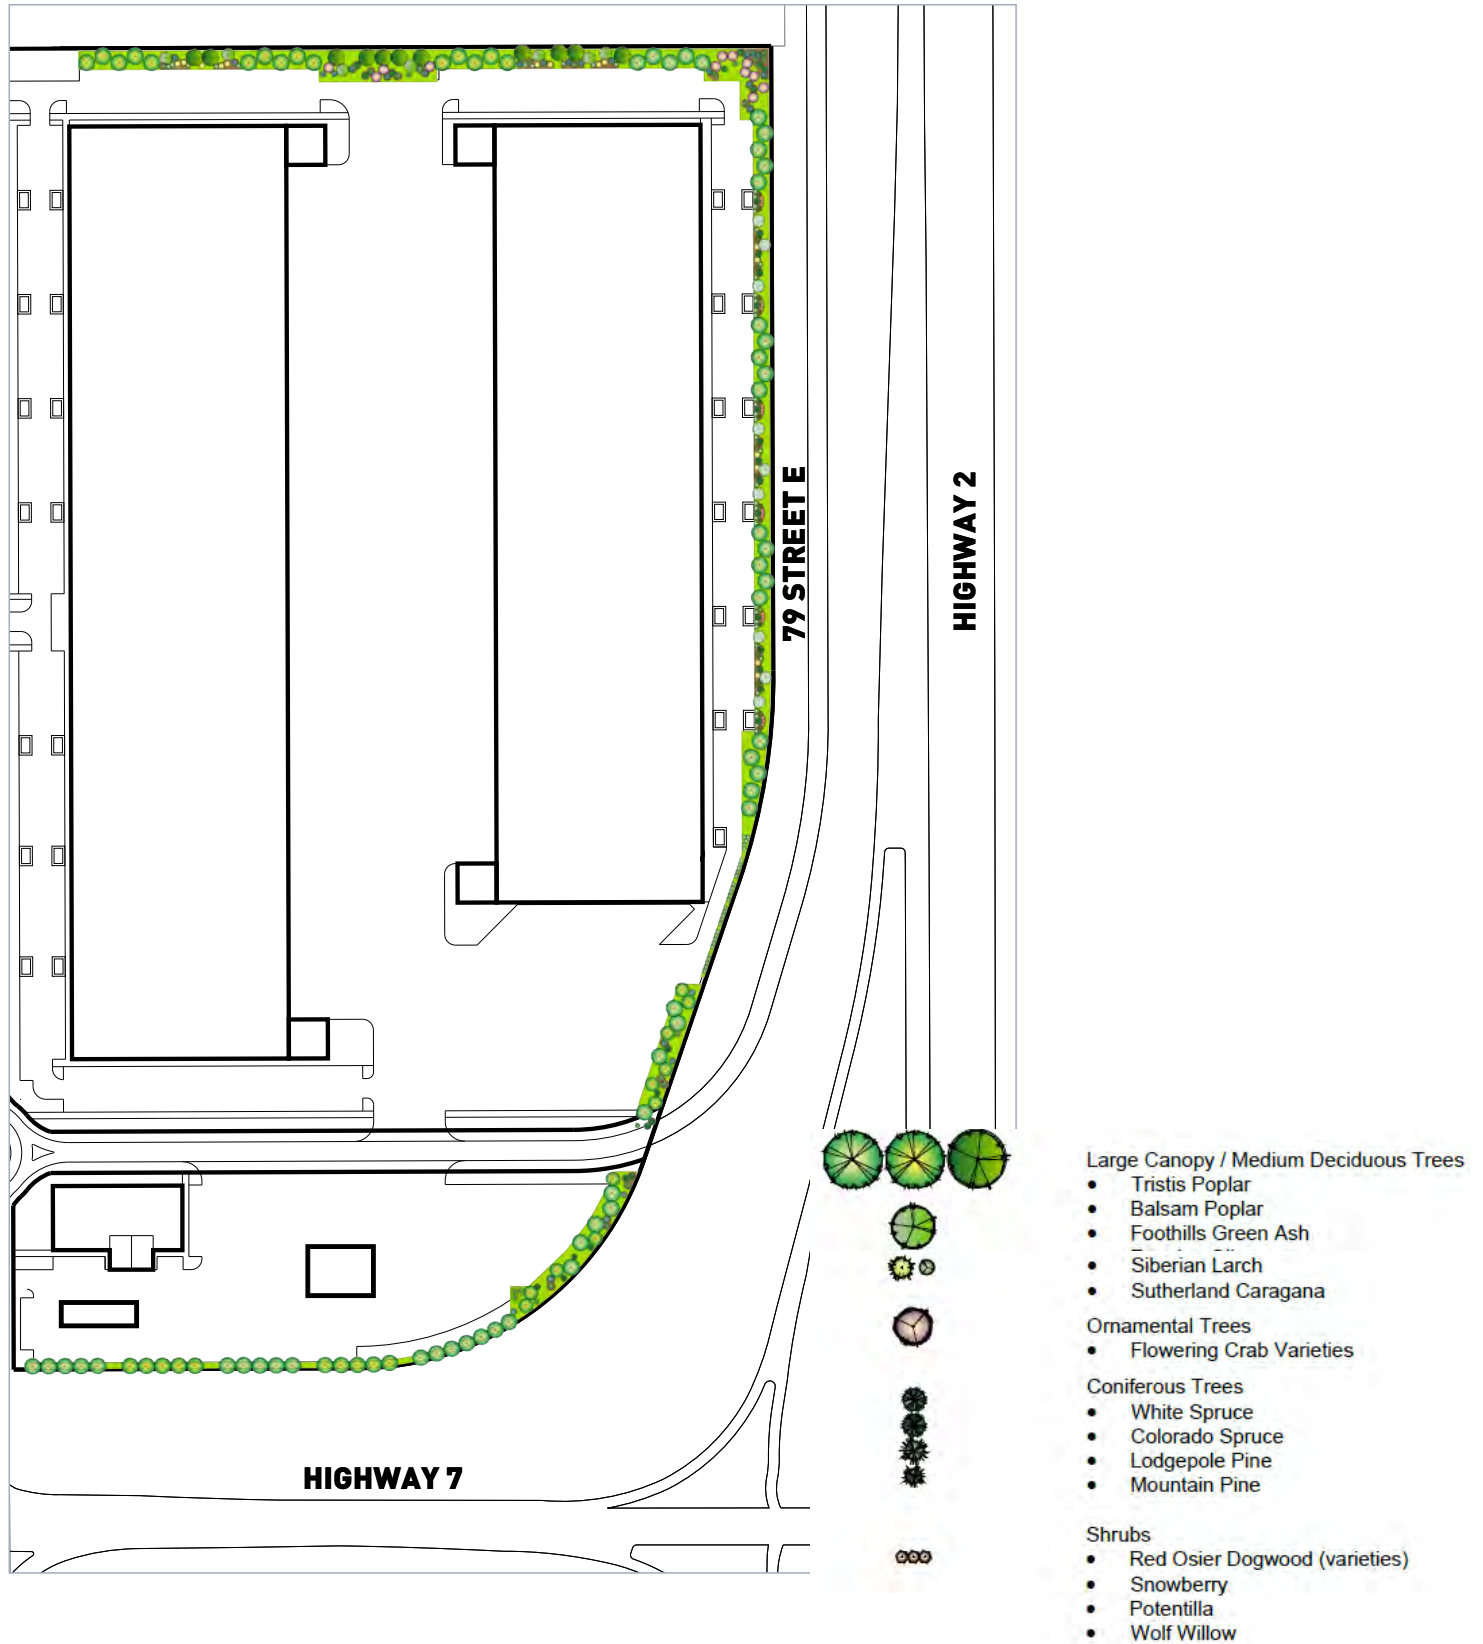 79 STREET E
HIGHWAY 2
HIGHWAY 7
Large Canopy / Medium Deciduous Trees
• Tristis Poplar
• Balsam Poplar
• Foothills Green Ash
• Siberian Larch
• Sutherland Caragana
Ornamental Trees
• Flowering Crab Varieties
Coniferous Trees
• White Spruce
• Colorado Spruce
• Lodgepole Pine
• Mountain Pine
Shrubs
• Red Osier Dogwood (varieties)
• Snowberry
• Potentilla
• Wolf Willow